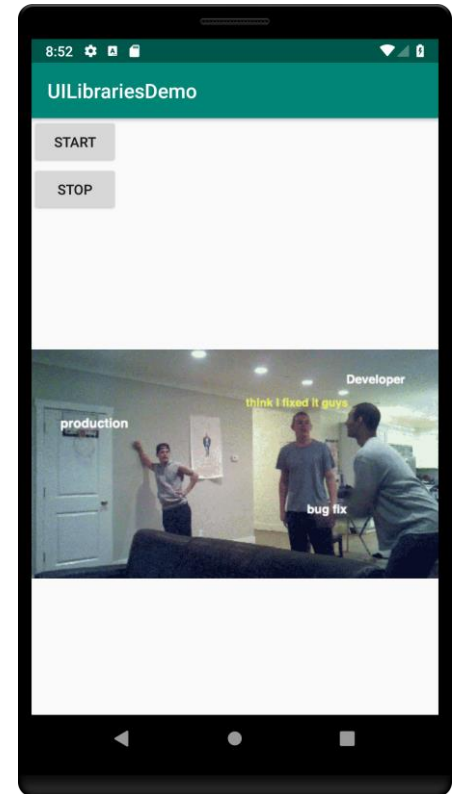 8:52
UILibrariesDemo
START
STOP
Developer
think I fixed it guys
production
bug fix